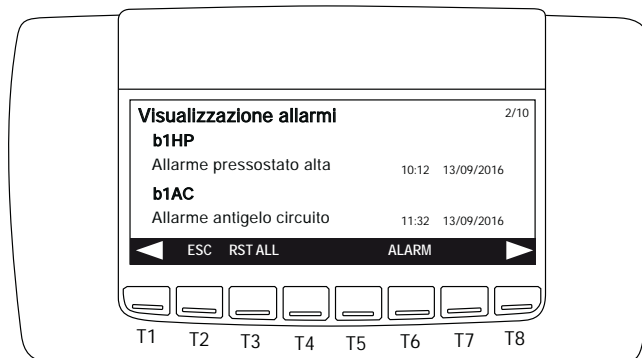 Visualizzazione allarmi 2/10
b1HP
Allarme pressostato alta 10:12 13/09/2016
b1AC
Allarme antigelo circuito 11:32 13/09/2016
ESC RST ALL ALARM
T1 T2 T3 T4 T5 T6 T7 T8